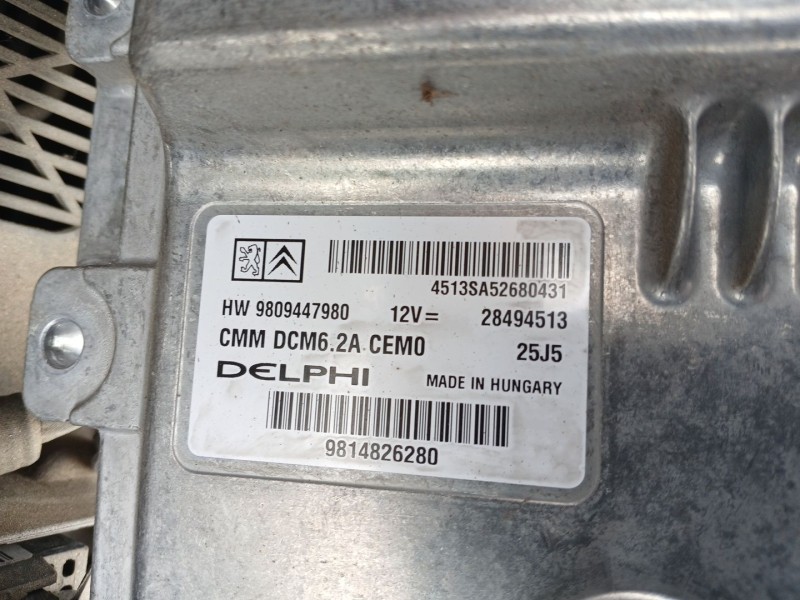 4513SA52680431
HW 9809447980 12V= 28494513
CMM DCM6.2A CEM0 25J5
DELPHI MADE IN HUNGARY
9814826280